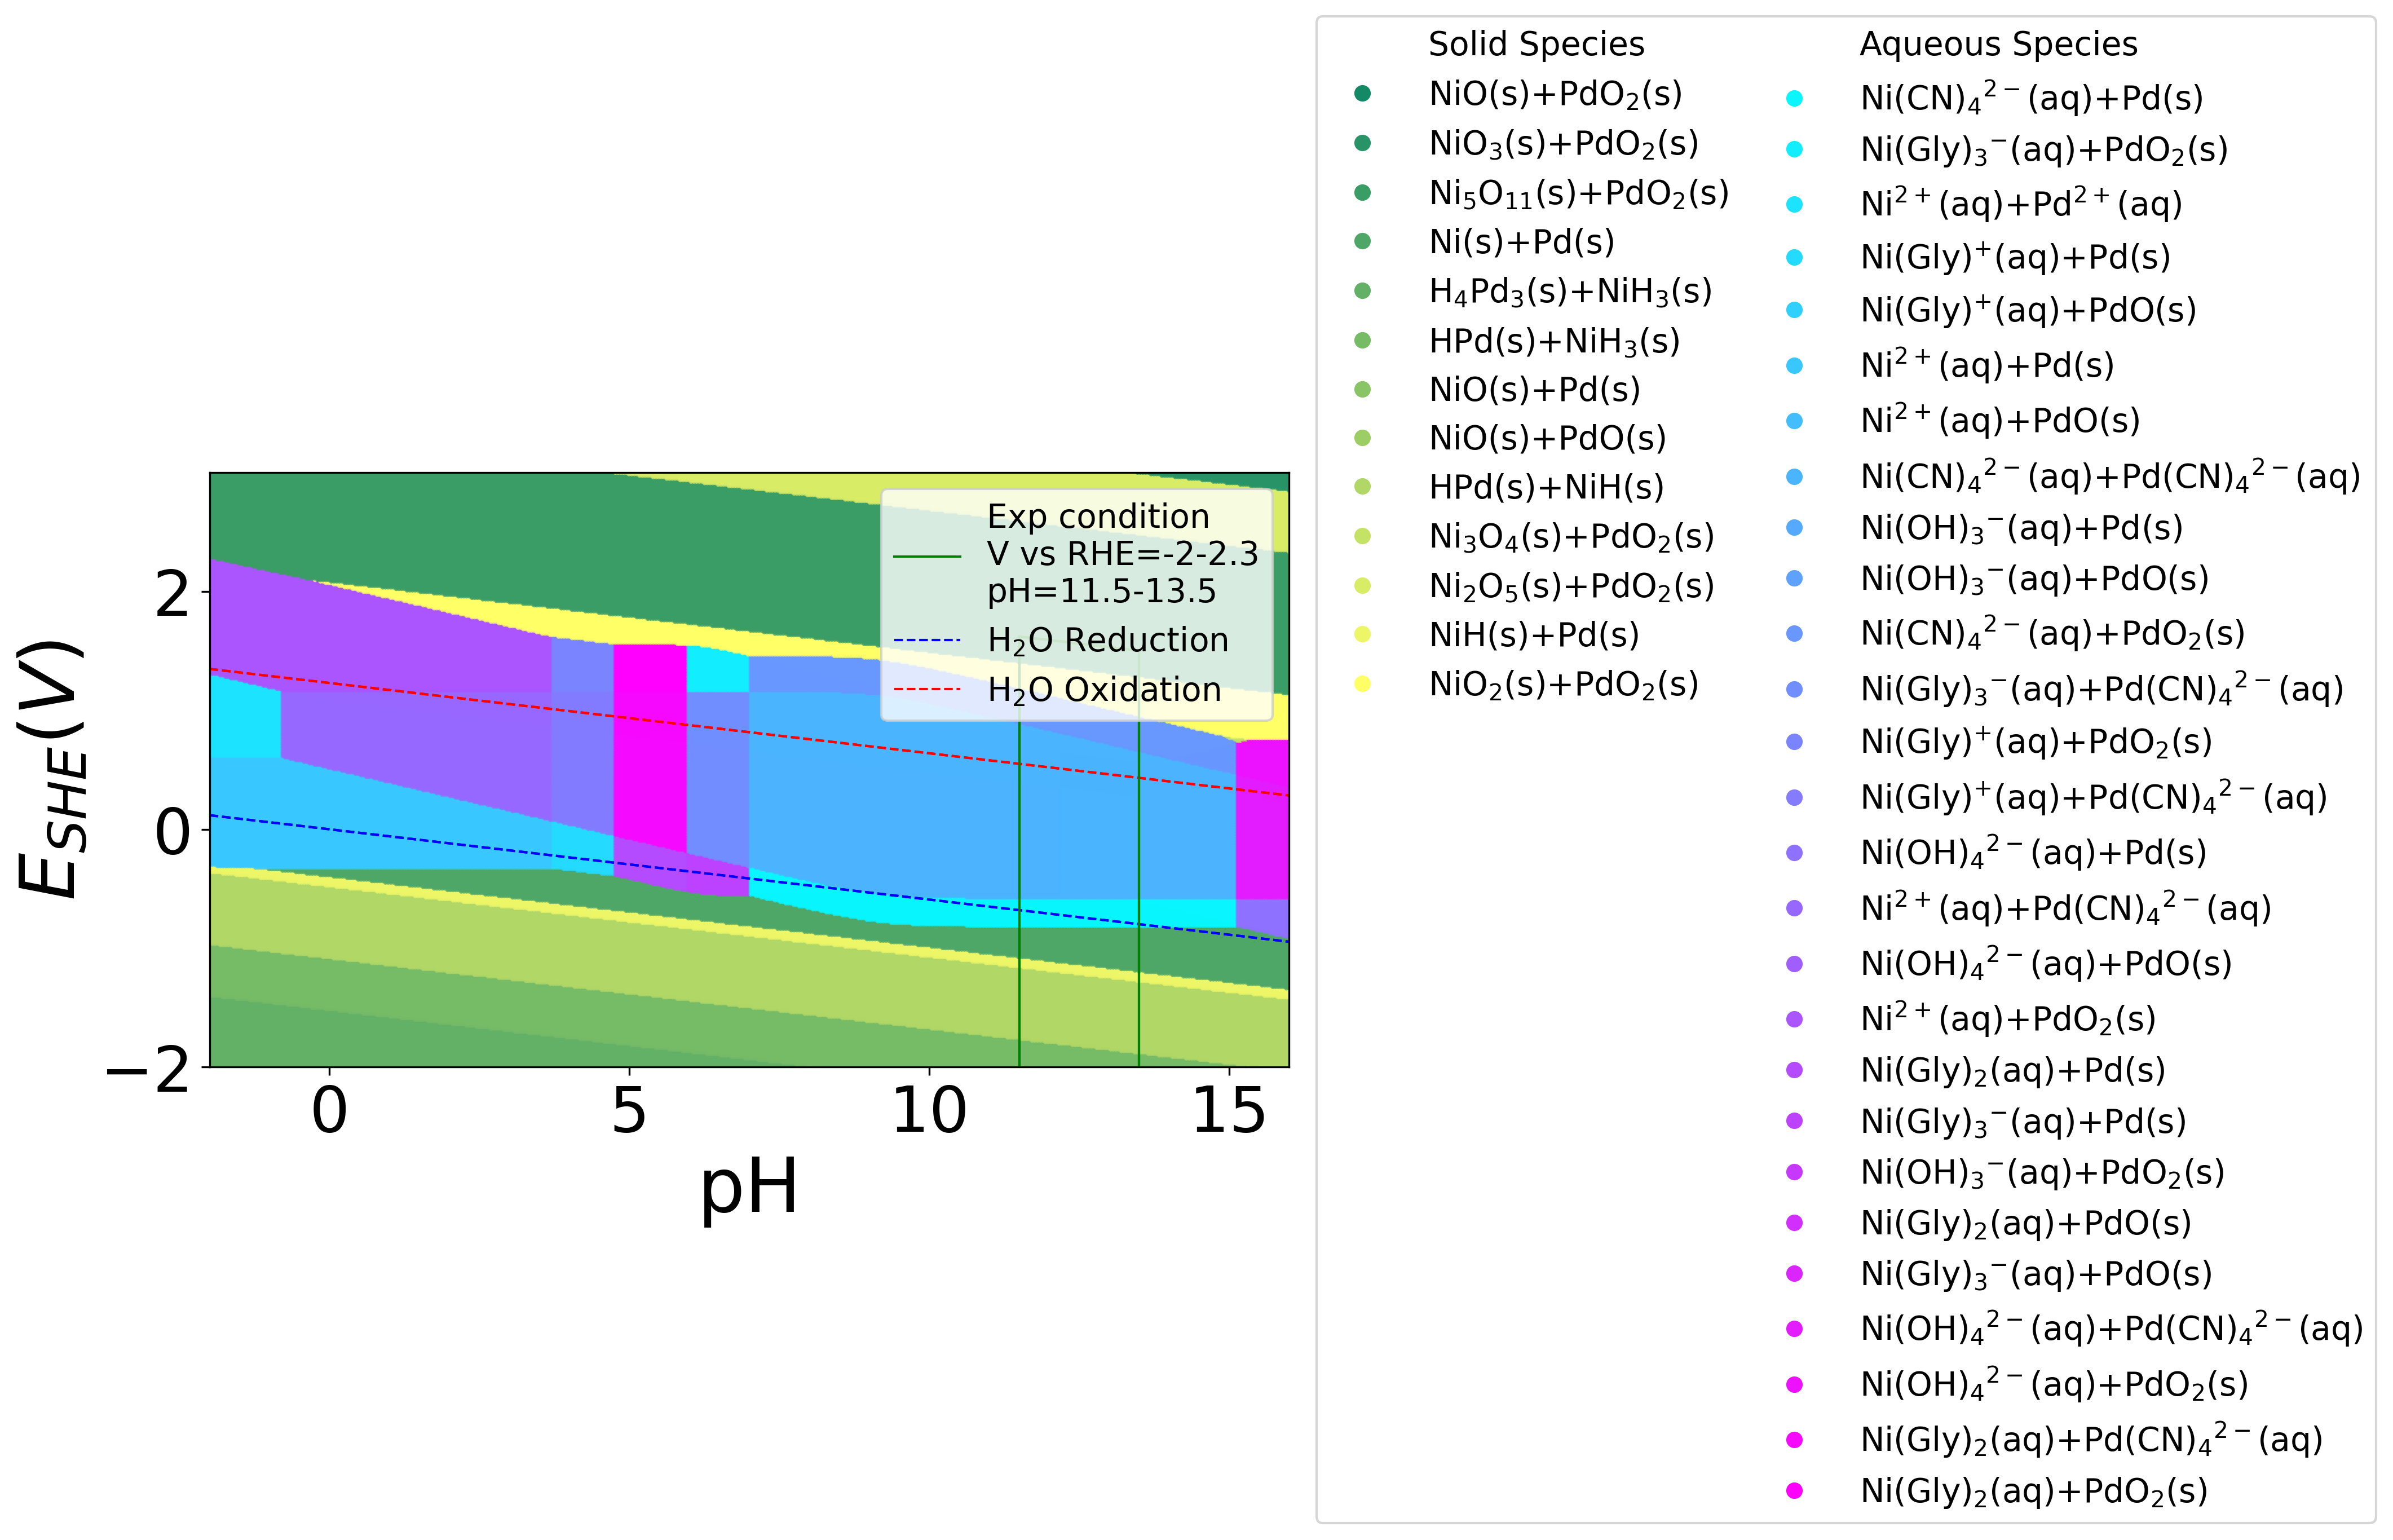 Solid Species
NiO(s)+PdO₂(s)
NiO₃(s)+PdO₂(s)
Ni₅O₁₁(s)+PdO₂(s)
Ni(s)+Pd(s)
H₄Pd₃(s)+NiH₃(s)
HPd(s)+NiH₃(s)
NiO(s)+Pd(s)
NiO(s)+PdO(s)
HPd(s)+NiH(s)
Ni₃O₄(s)+PdO₂(s)
Ni₂O₅(s)+PdO₂(s)
NiH(s)+Pd(s)
NiO₂(s)+PdO₂(s)
Aqueous Species
Ni(CN)₄²⁻(aq)+Pd(s)
Ni(Gly)₃⁻(aq)+PdO₂(s)
Ni²⁺(aq)+Pd²⁺(aq)
Ni(Gly)⁺(aq)+Pd(s)
Ni(Gly)⁺(aq)+PdO(s)
Ni²⁺(aq)+Pd(s)
Ni²⁺(aq)+PdO(s)
Ni(CN)₄²⁻(aq)+Pd(CN)₄²⁻(aq)
Ni(OH)₃⁻(aq)+Pd(s)
Ni(OH)₃⁻(aq)+PdO(s)
Ni(CN)₄²⁻(aq)+PdO₂(s)
Ni(Gly)₃⁻(aq)+Pd(CN)₄²⁻(aq)
Ni(Gly)⁺(aq)+PdO₂(s)
Ni(Gly)⁺(aq)+Pd(CN)₄²⁻(aq)
Ni(OH)₄²⁻(aq)+Pd(s)
Ni²⁺(aq)+Pd(CN)₄²⁻(aq)
Ni(OH)₄²⁻(aq)+PdO(s)
Ni²⁺(aq)+PdO₂(s)
Ni(Gly)₂(aq)+Pd(s)
Ni(Gly)₃⁻(aq)+Pd(s)
Ni(OH)₃⁻(aq)+PdO₂(s)
Ni(Gly)₂(aq)+PdO(s)
Ni(Gly)₃⁻(aq)+PdO(s)
Ni(OH)₄²⁻(aq)+Pd(CN)₄²⁻(aq)
Ni(OH)₄²⁻(aq)+PdO₂(s)
Ni(Gly)₂(aq)+Pd(CN)₄²⁻(aq)
Ni(Gly)₂(aq)+PdO₂(s)
Exp condition
V vs RHE=-2-2.3
pH=11.5-13.5
H₂O Reduction
H₂O Oxidation
E_SHE(V)
2
0
−2
0 5 10 15
pH